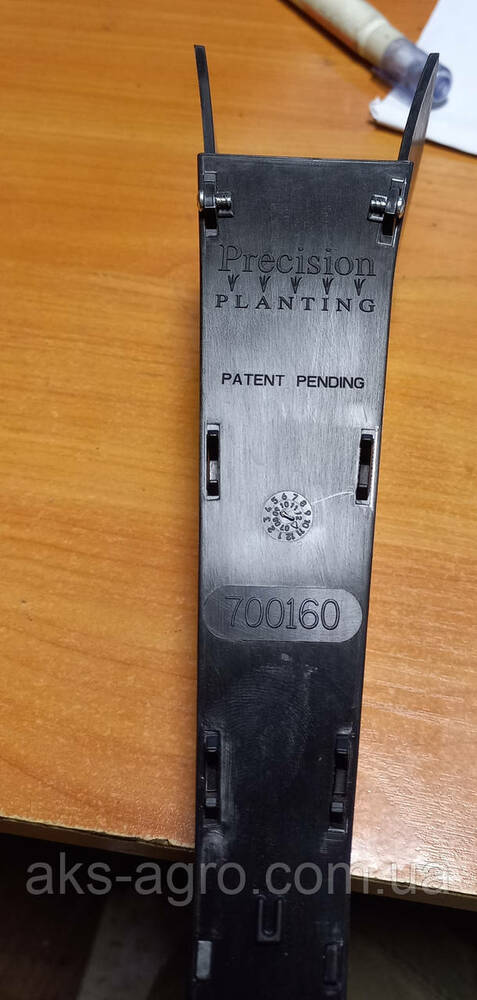 Precision
PLANTING
PATENT PENDING
700160
aks-agro.com.ua
U